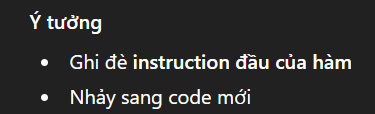 Ý tưởng
• Ghi đè instruction đầu của hàm
• Nhảy sang code mới